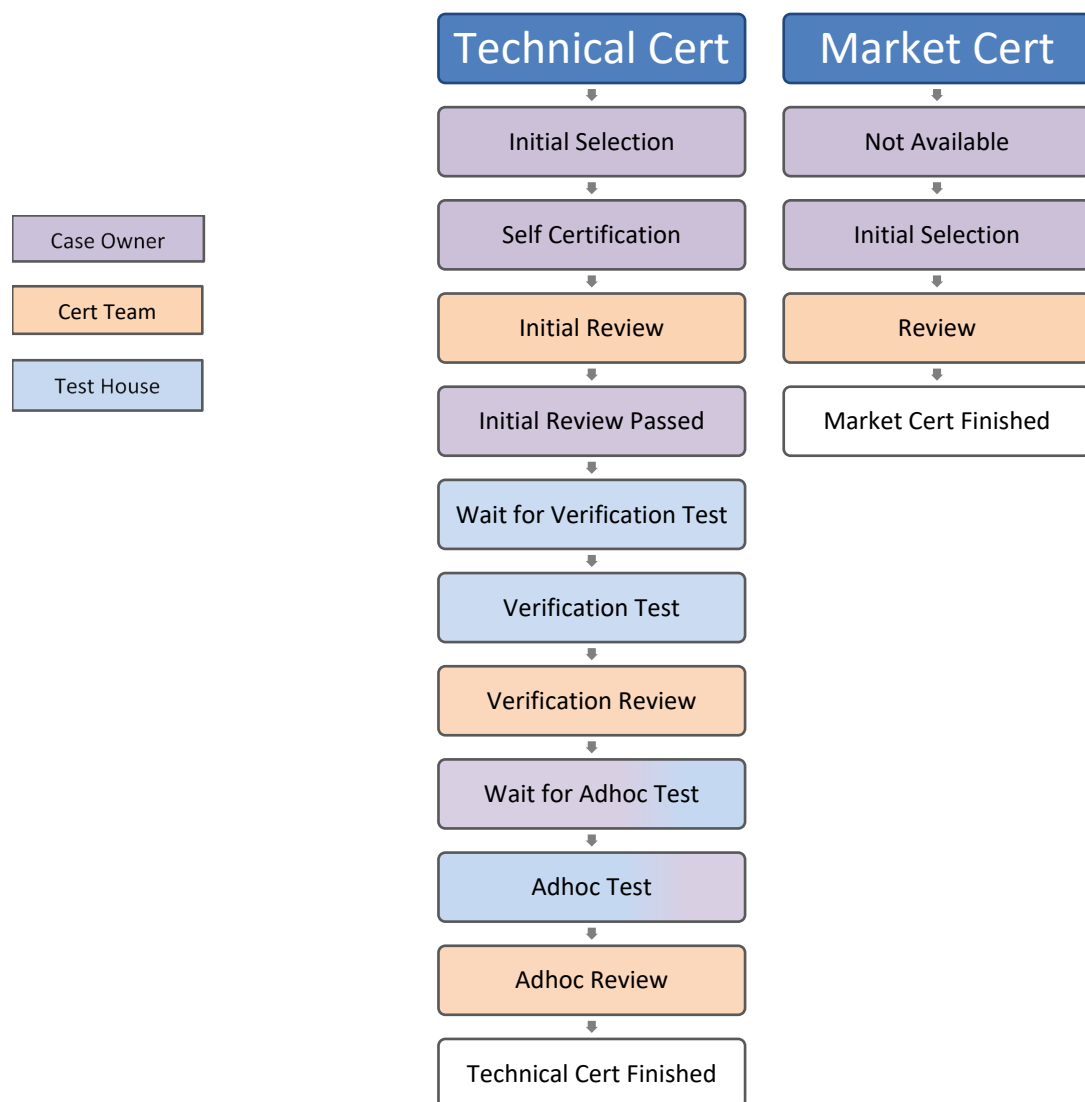 Technical Cert
Initial Selection
Self Certification
Initial Review
Initial Review Passed
Wait for Verification Test
Verification Test
Verification Review
Wait for Adhoc Test
Adhoc Test
Adhoc Review
Technical Cert Finished
Market Cert
Not Available
Initial Selection
Review
Market Cert Finished
Case Owner
Cert Team
Test House